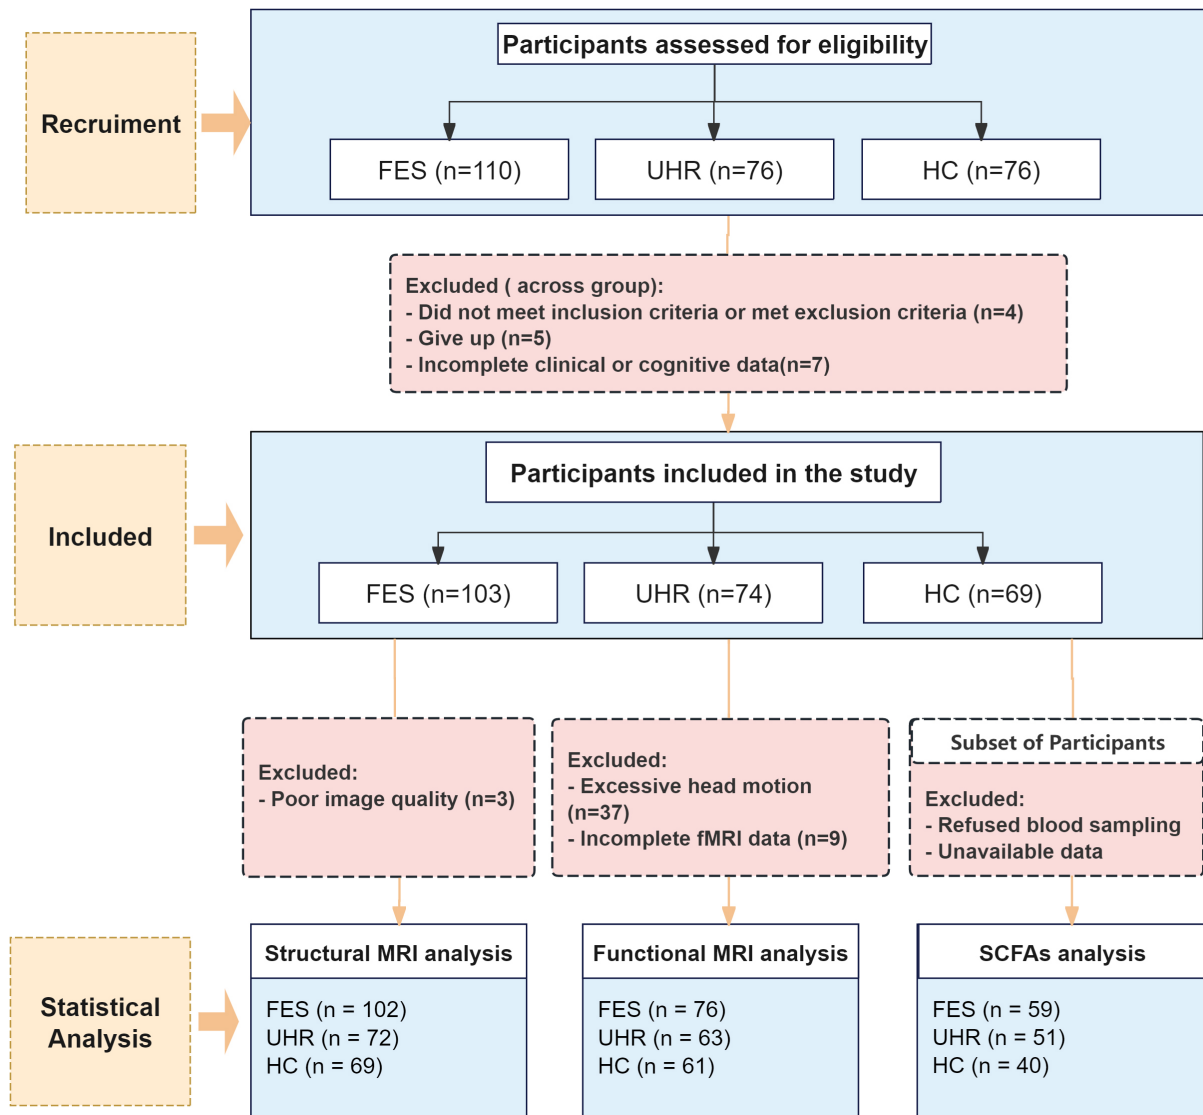 Participants assessed for eligibility
Recruiment
FES (n=110)
UHR (n=76)
HC (n=76)
Excluded ( across group):
- Did not meet inclusion criteria or met exclusion criteria (n=4)
- Give up (n=5)
- Incomplete clinical or cognitive data(n=7)
Included
Participants included in the study
FES (n=103)
UHR (n=74)
HC (n=69)
Excluded:
- Poor image quality (n=3)
Excluded:
- Excessive head motion
(n=37)
- Incomplete fMRI data (n=9)
Subset of Participants
Excluded:
- Refused blood sampling
- Unavailable data
Statistical
Analysis
Structural MRI analysis
FES (n = 102)
UHR (n = 72)
HC (n = 69)
Functional MRI analysis
FES (n = 76)
UHR (n = 63)
HC (n = 61)
SCFAs analysis
FES (n = 59)
UHR (n = 51)
HC (n = 40)